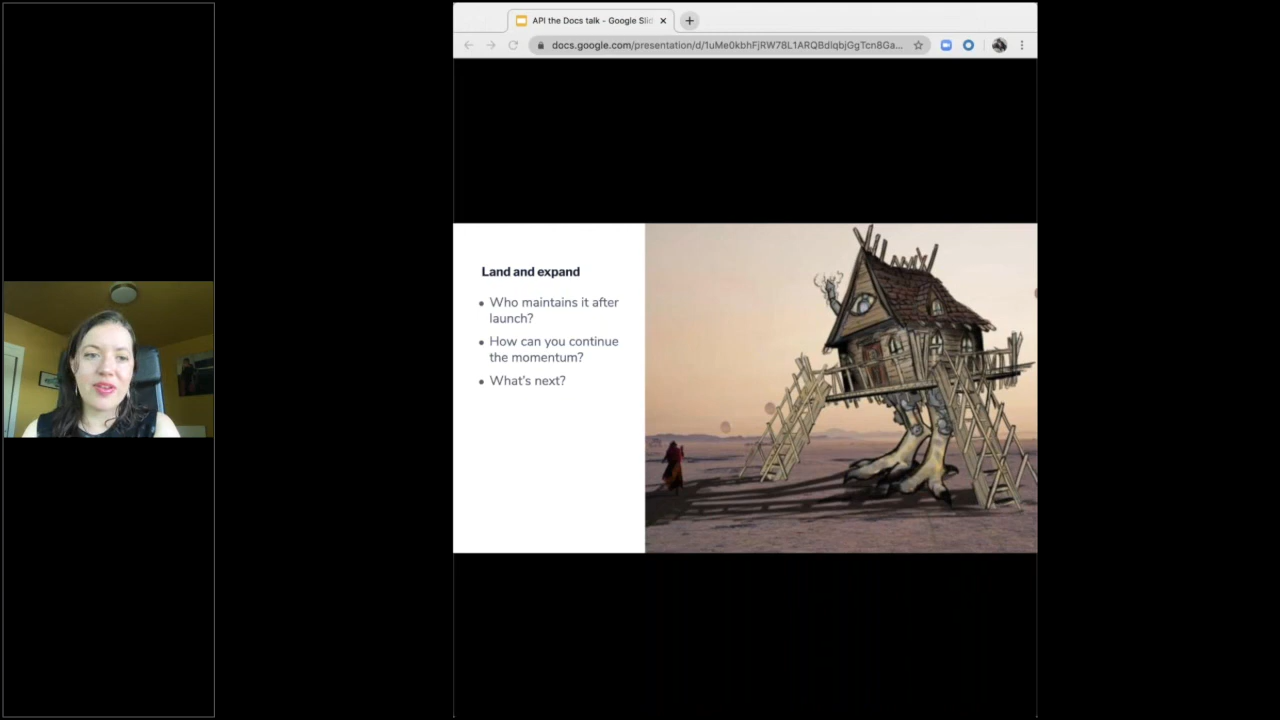 API the Docs talk - Google Slid
docs.google.com/presentation/d/1uMe0kbhFjRW78L1ARQBdlqbjGgTcn8Ga...
Land and expand
• Who maintains it after
launch?
• How can you continue
the momentum?
• What's next?